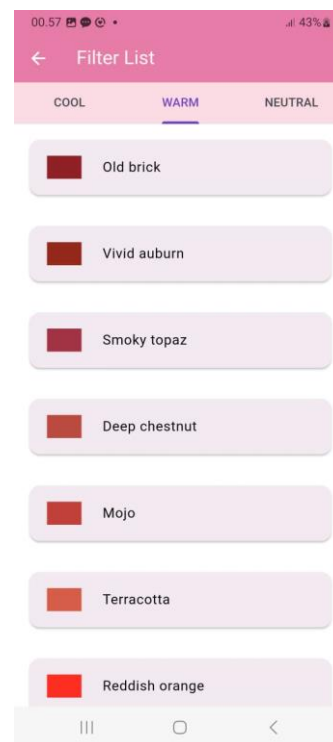 00.57 43%
Filter List
COOL WARM NEUTRAL
Old brick
Vivid auburn
Smoky topaz
Deep chestnut
Mojo
Terracotta
Reddish orange